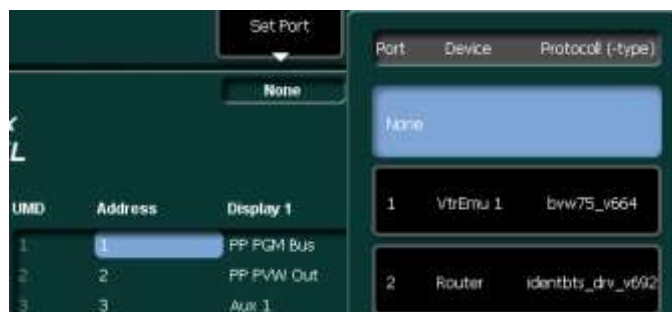 Set Port
None
L
UMD Address Display 1
1 1 PP PGM Bus
2 2 PP PVW Out
3 3 Aux 1
Port Device Protocoll (-type)
None
1 VtrEmu 1 bvw75_v664
2 Router identbts_drv_v692